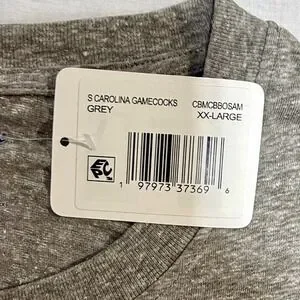 S CAROLINA GAMECOCKS CBMCBBOSAM
GREY XX-LARGE
1 97973 37369 6